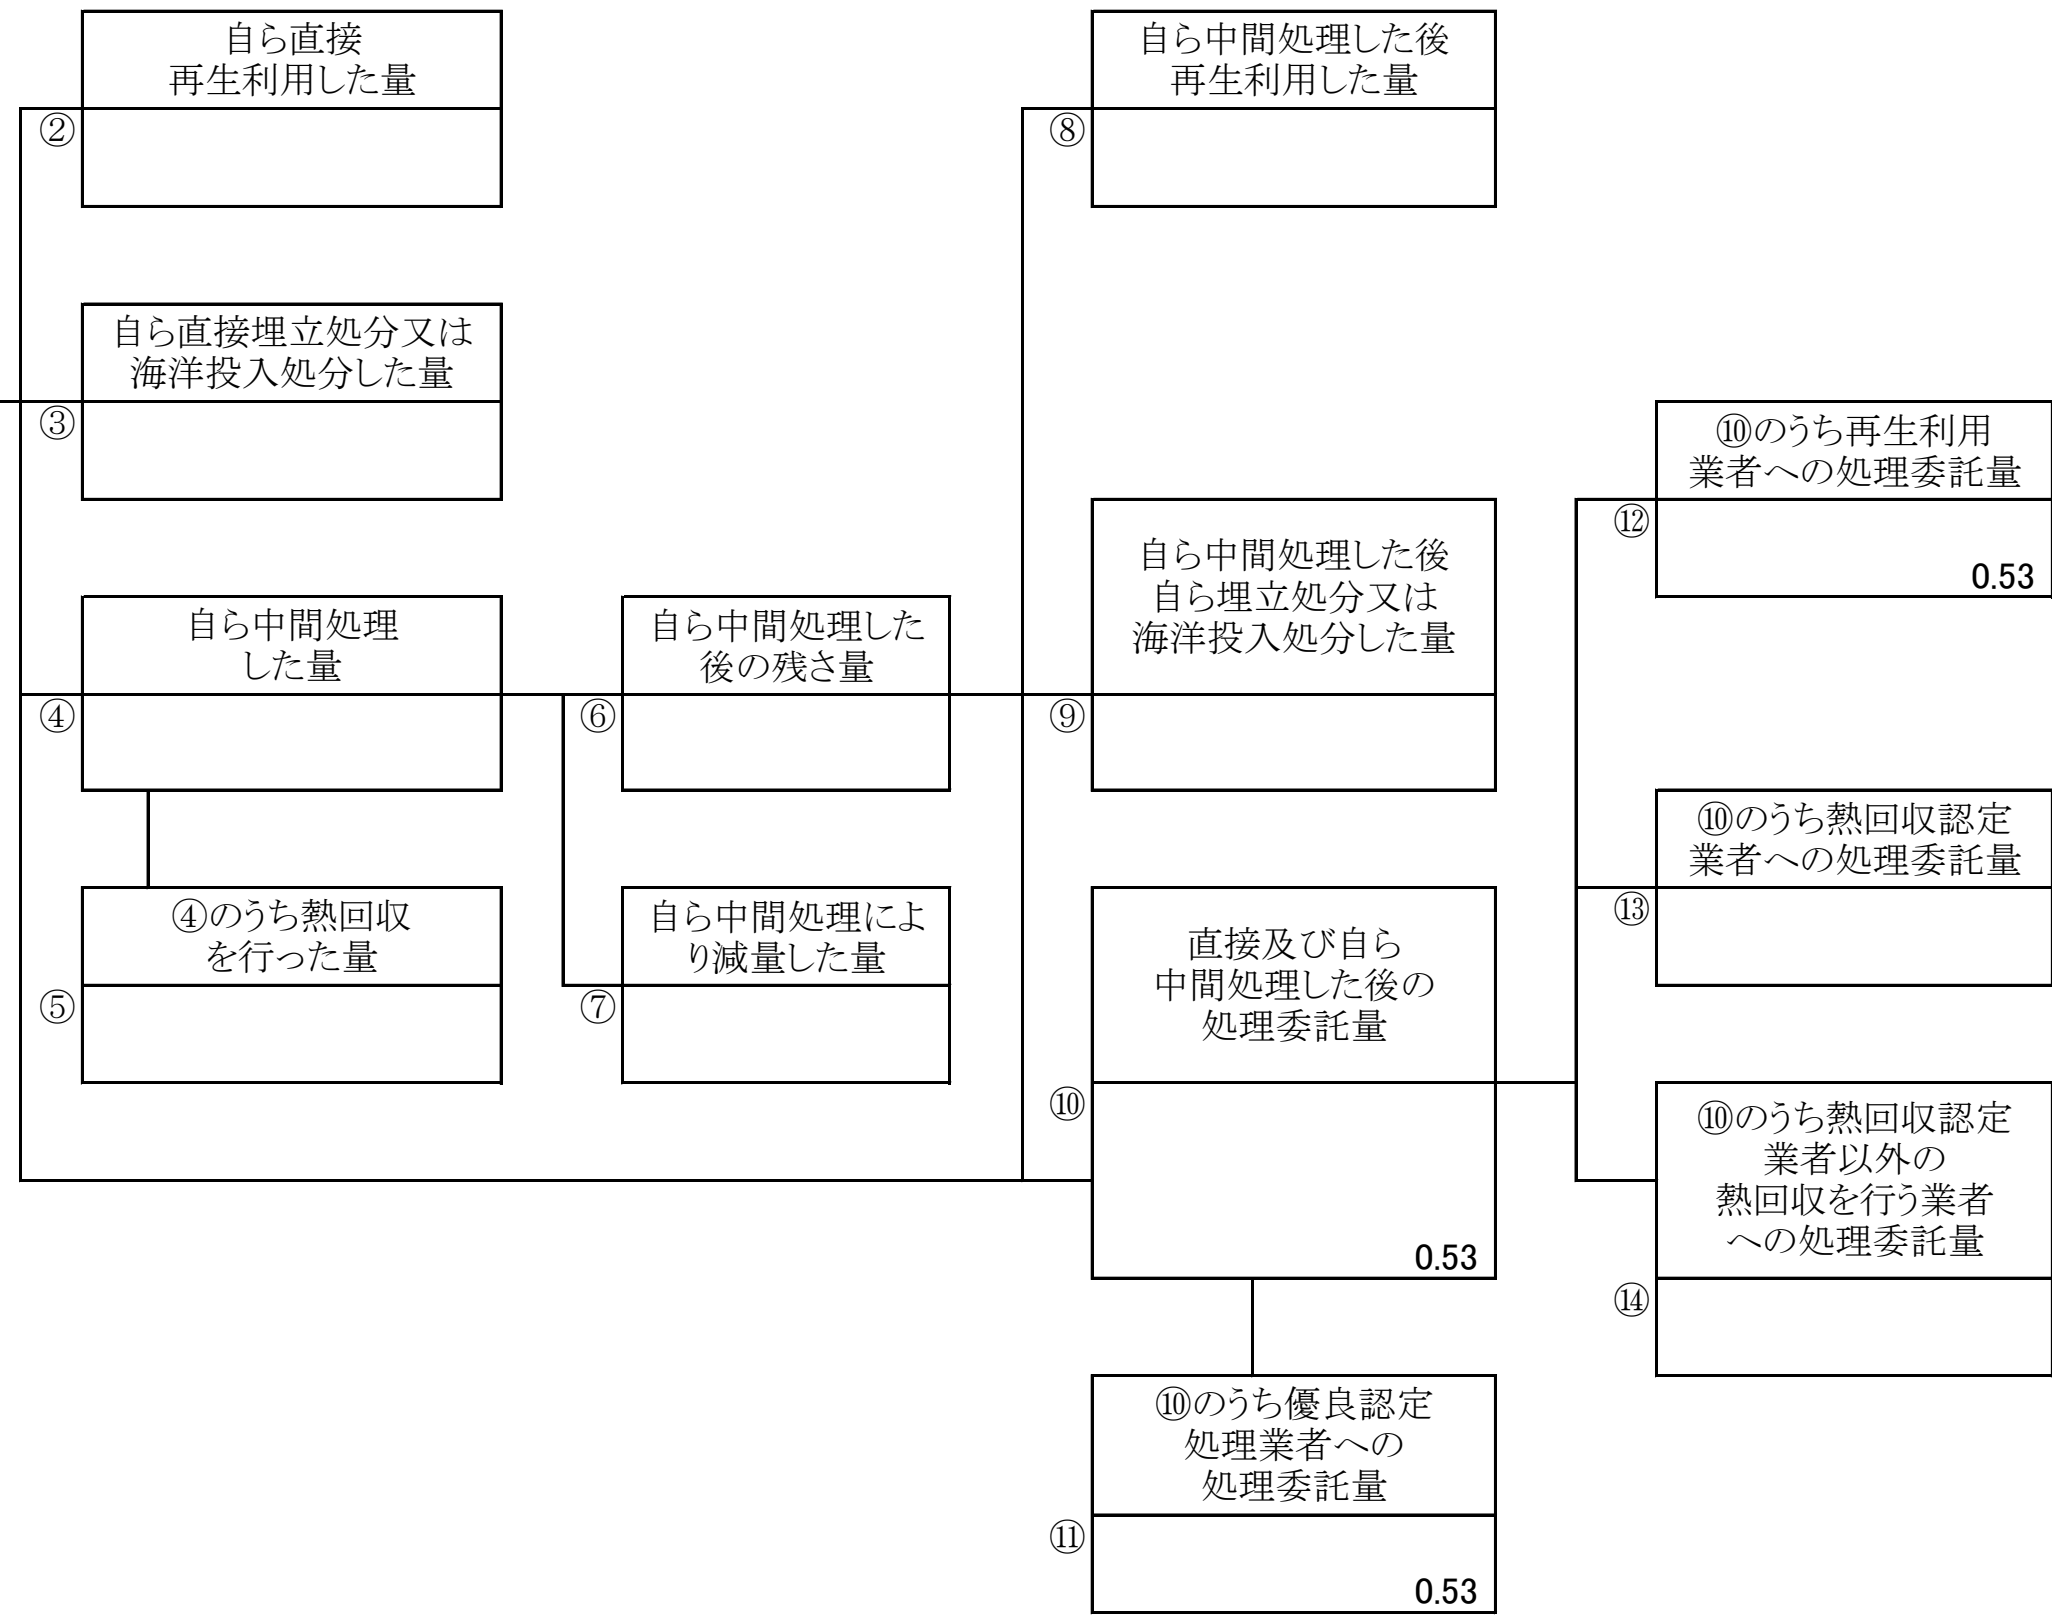 自ら直接
再生利用した量
②
自ら直接埋立処分又は
海洋投入処分した量
③
自ら中間処理
した量
④
④のうち熱回収
を行った量
⑤
自ら中間処理した
後の残さ量
⑥
自ら中間処理によ
り減量した量
⑦
自ら中間処理した後
再生利用した量
⑧
自ら中間処理した後
自ら埋立処分又は
海洋投入処分した量
⑨
直接及び自ら
中間処理した後の
処理委託量
⑩
0.53
⑩のうち優良認定
処理業者への
処理委託量
⑪
0.53
⑩のうち再生利用
業者への処理委託量
⑫
0.53
⑩のうち熱回収認定
業者への処理委託量
⑬
⑩のうち熱回収認定
業者以外の
熱回収を行う業者
への処理委託量
⑭